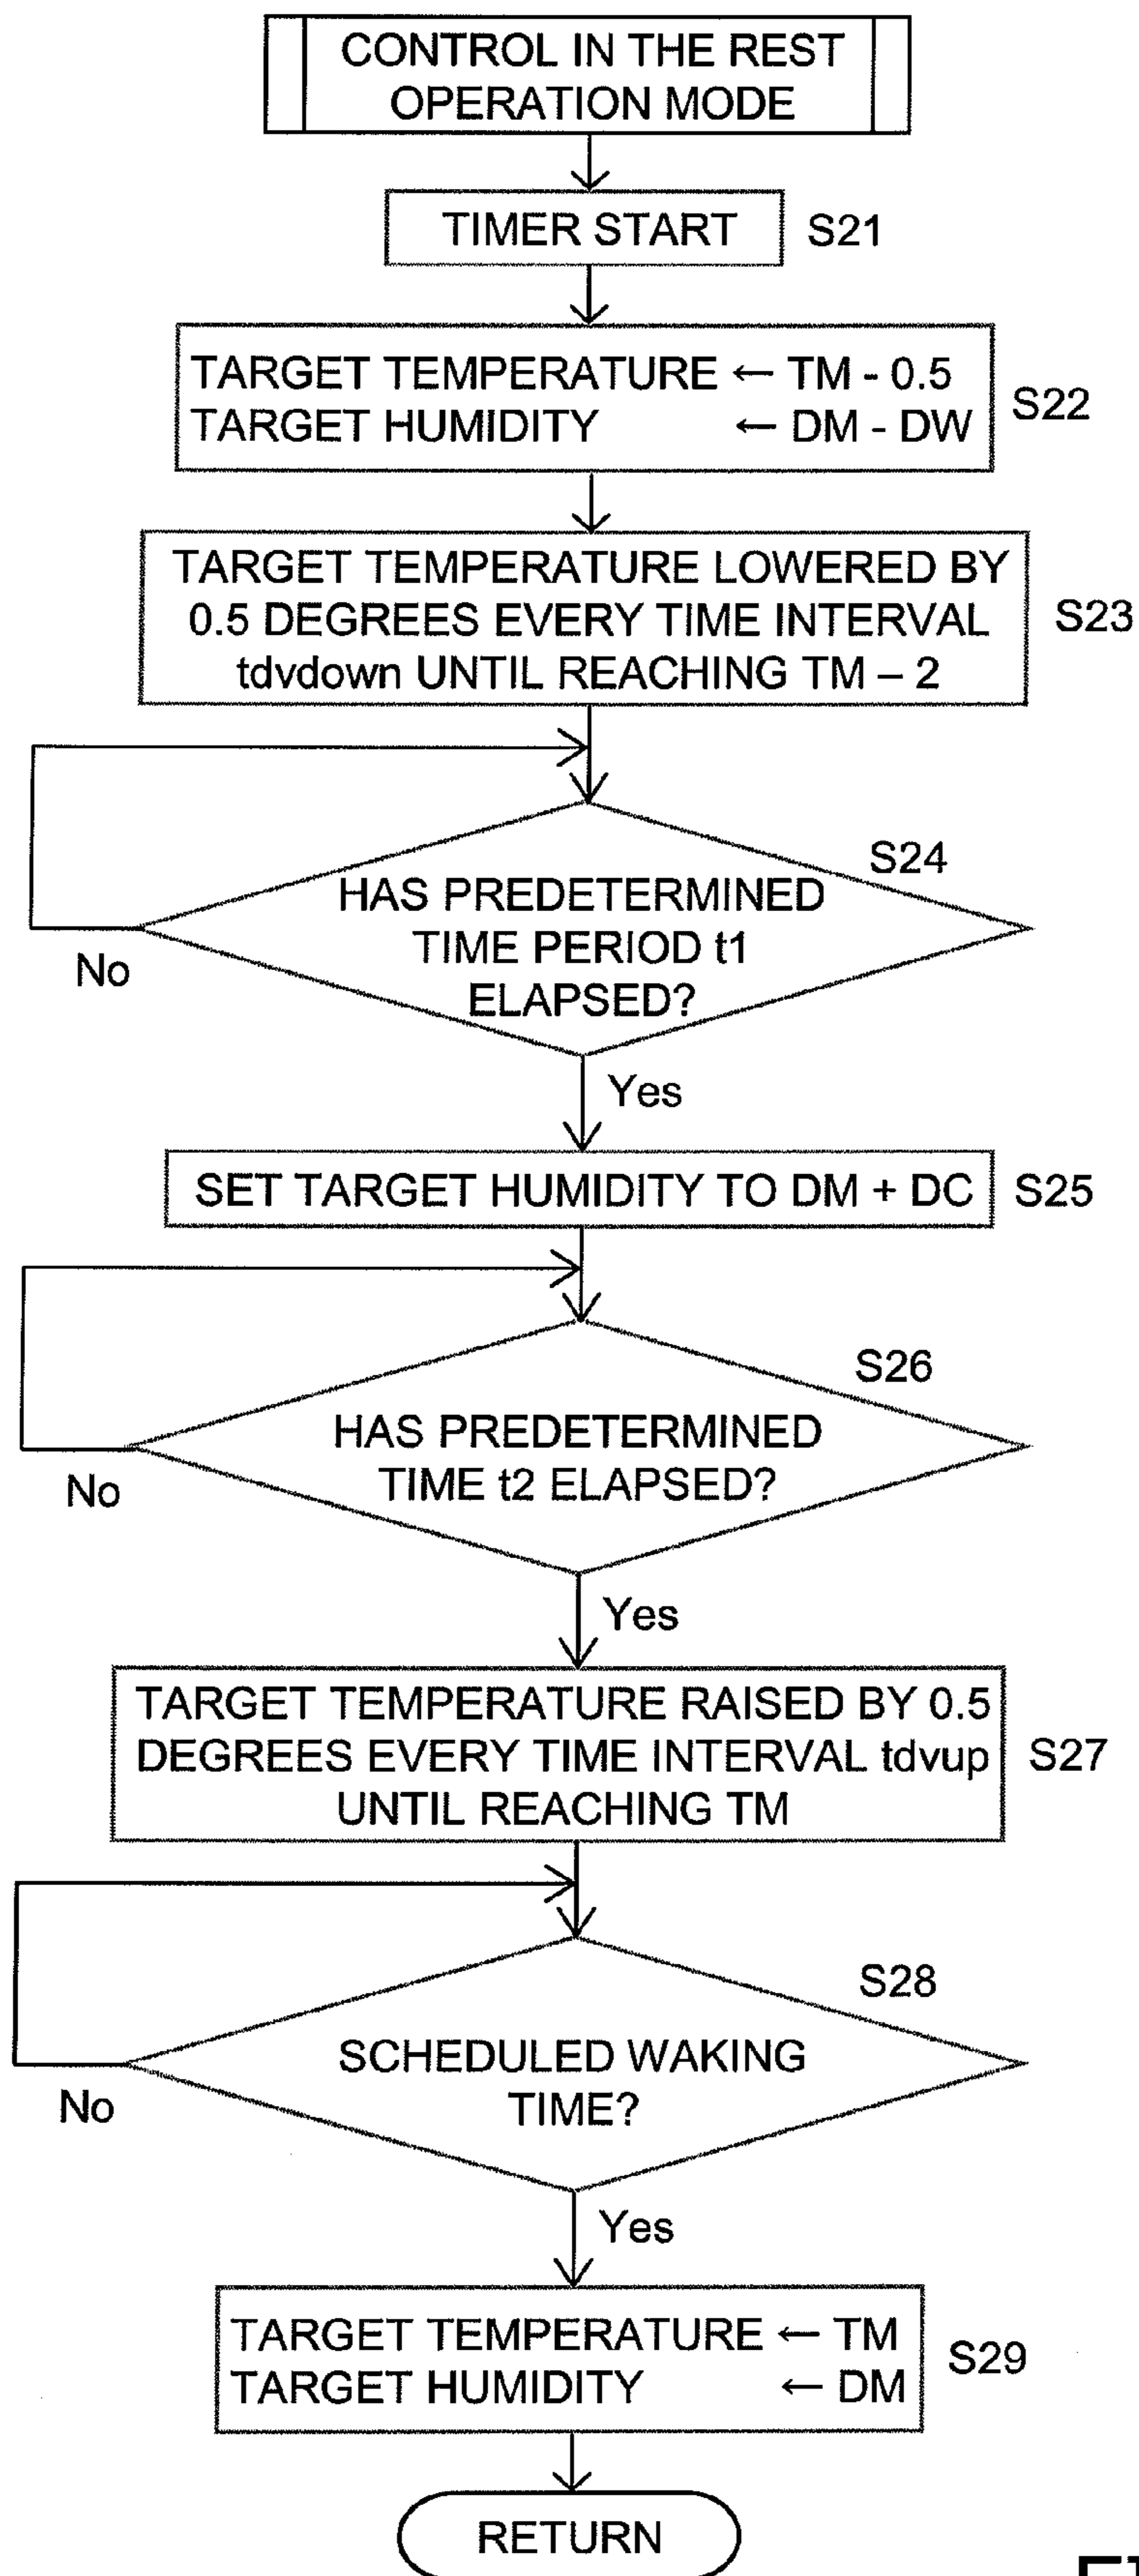 CONTROL IN THE REST
OPERATION MODE
TIMER START S21
TARGET TEMPERATURE ← TM - 0.5
TARGET HUMIDITY ← DM - DW
S22
TARGET TEMPERATURE LOWERED BY
0.5 DEGREES EVERY TIME INTERVAL
tdvdown UNTIL REACHING TM – 2
S23
S24
HAS PREDETERMINED
TIME PERIOD t1
ELAPSED?
No
Yes
SET TARGET HUMIDITY TO DM + DC S25
S26
HAS PREDETERMINED
TIME t2 ELAPSED?
No
Yes
TARGET TEMPERATURE RAISED BY 0.5
DEGREES EVERY TIME INTERVAL tdvup
UNTIL REACHING TM
S27
S28
SCHEDULED WAKING
TIME?
No
Yes
TARGET TEMPERATURE ← TM
TARGET HUMIDITY ← DM
S29
RETURN